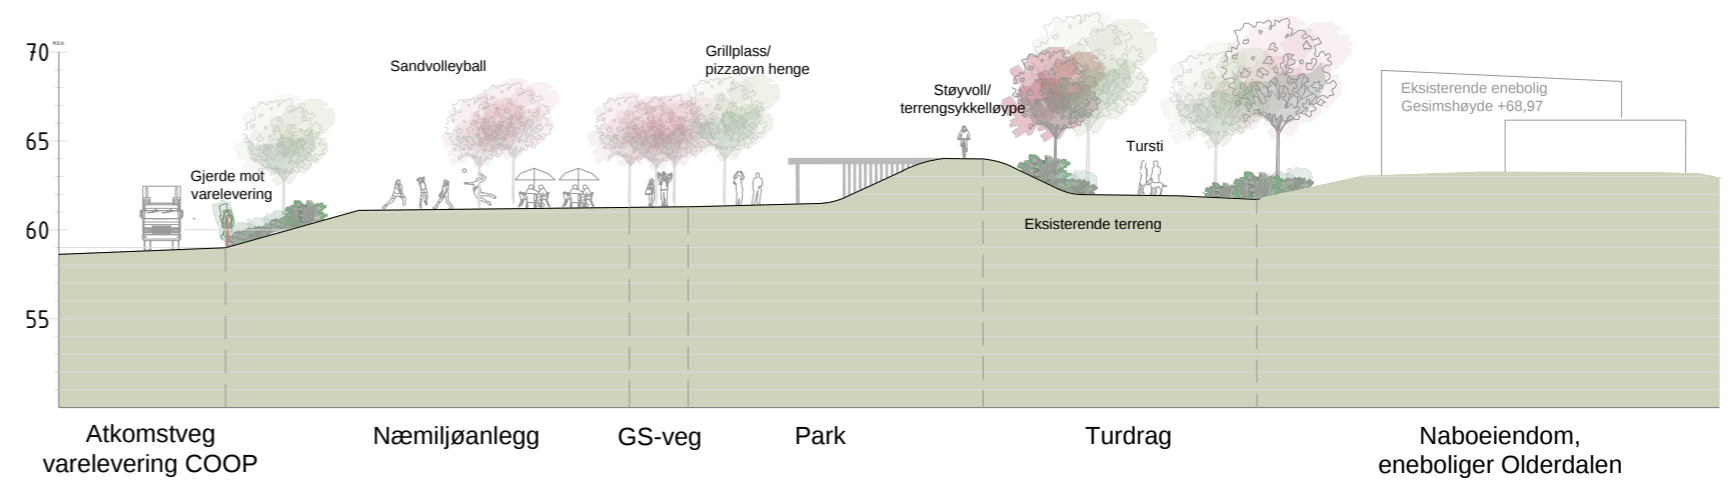 70
65
60
55
Sandvolleyball
Grillplass/
pizzaovn henge
Gjerde mot
varelevering
Støyvoll/
terrengsykkelløype
Tursti
Eksisterende enebolig
Gesimshøyde +68,97
Eksisterende terreng
Atkomstveg
varelevering COOP
Næmiljøanlegg
GS-veg
Park
Turdrag
Naboeiendom,
eneboliger Olderdalen